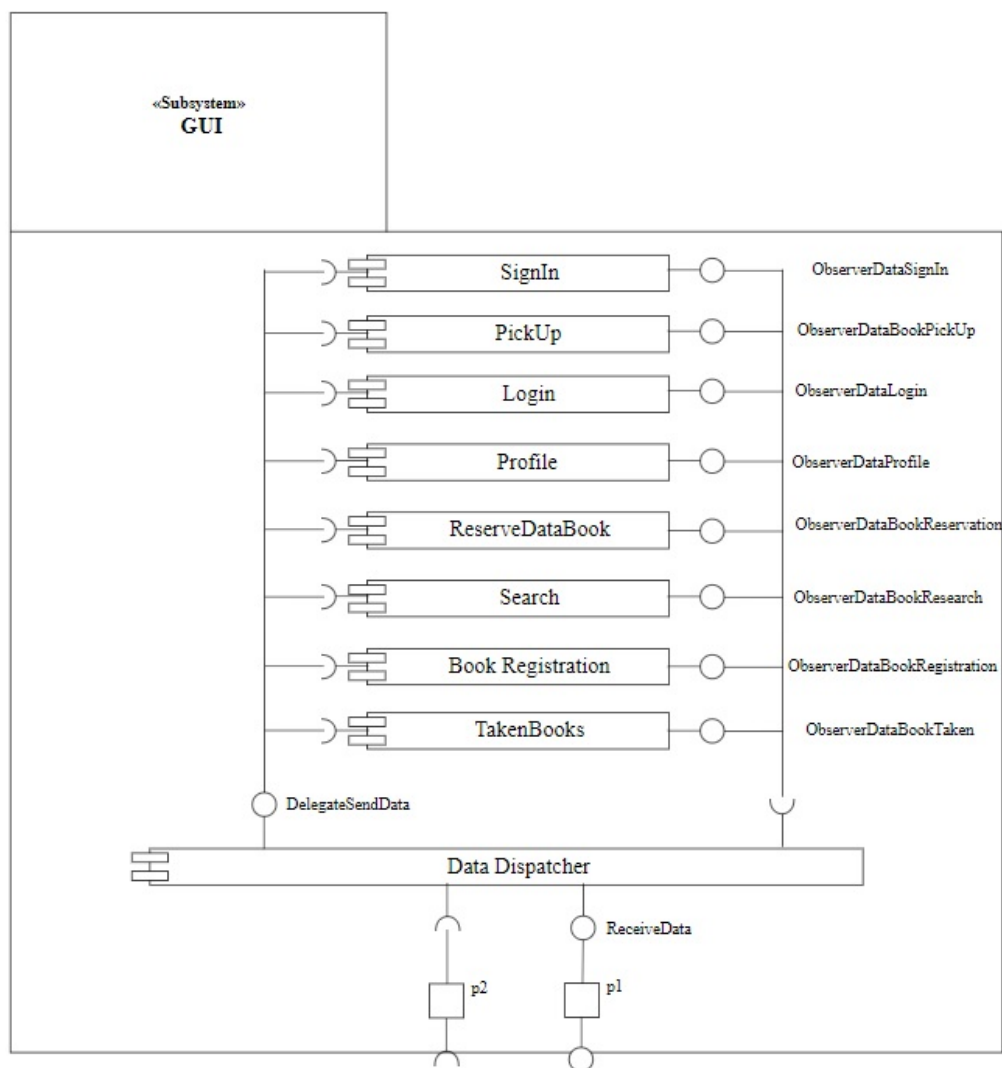 «Subsystem»
GUI
SignIn
ObserverDataSignIn
PickUp
ObserverDataBookPickUp
Login
ObserverDataLogin
Profile
ObserverDataProfile
ReserveDataBook
ObserverDataBookReservation
Search
ObserverDataBookResearch
Book Registration
ObserverDataBookRegistration
TakenBooks
ObserverDataBookTaken
DelegateSendData
Data Dispatcher
ReceiveData
p2
p1